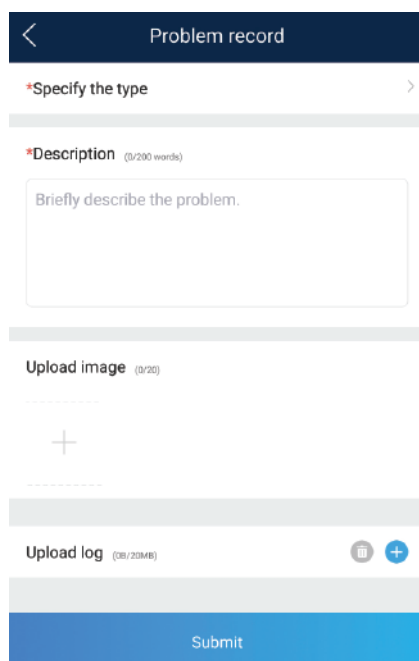 Problem record
*Specify the type
*Description (0/200 words)
Briefly describe the problem.
Upload image (0/20)
Upload log (0B/20MB)
Submit